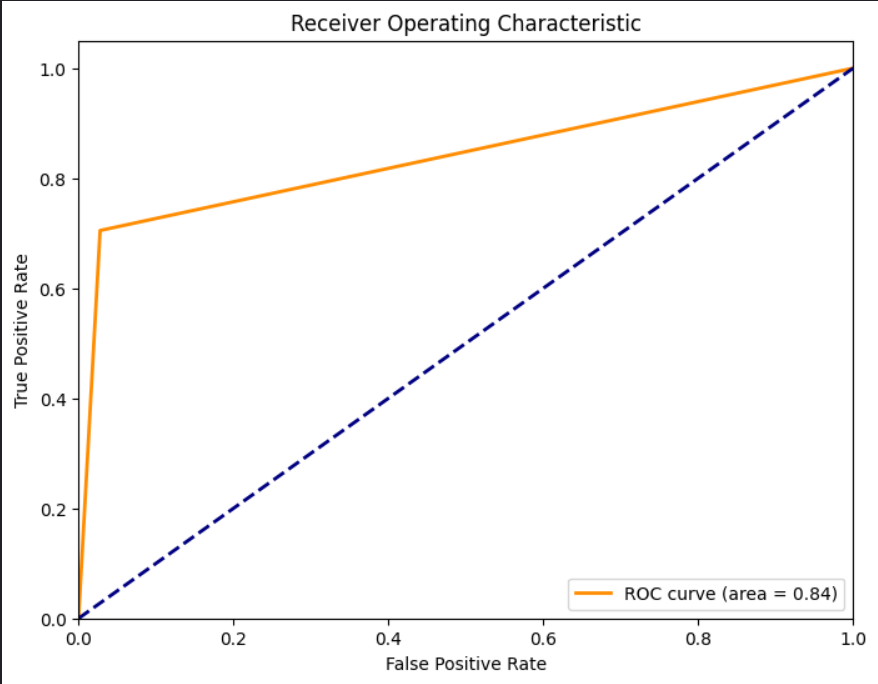 Receiver Operating Characteristic
1.0
0.8
0.6
0.4
0.2
0.0
True Positive Rate
0.0 0.2 0.4 0.6 0.8 1.0
False Positive Rate
ROC curve (area = 0.84)